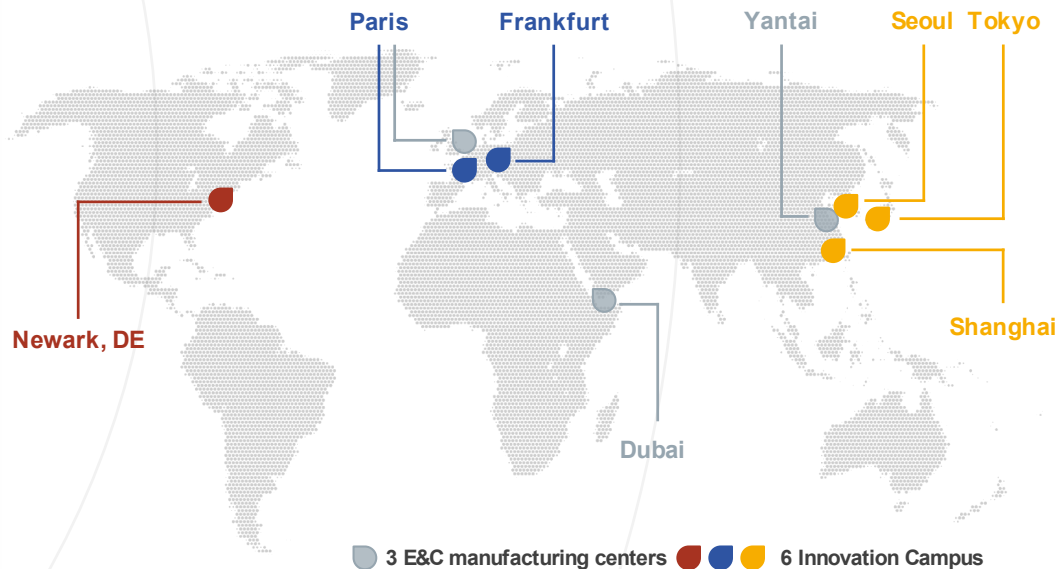 Paris Frankfurt Yantai Seoul Tokyo
Newark, DE
Shanghai
Dubai
3 E&C manufacturing centers 6 Innovation Campus